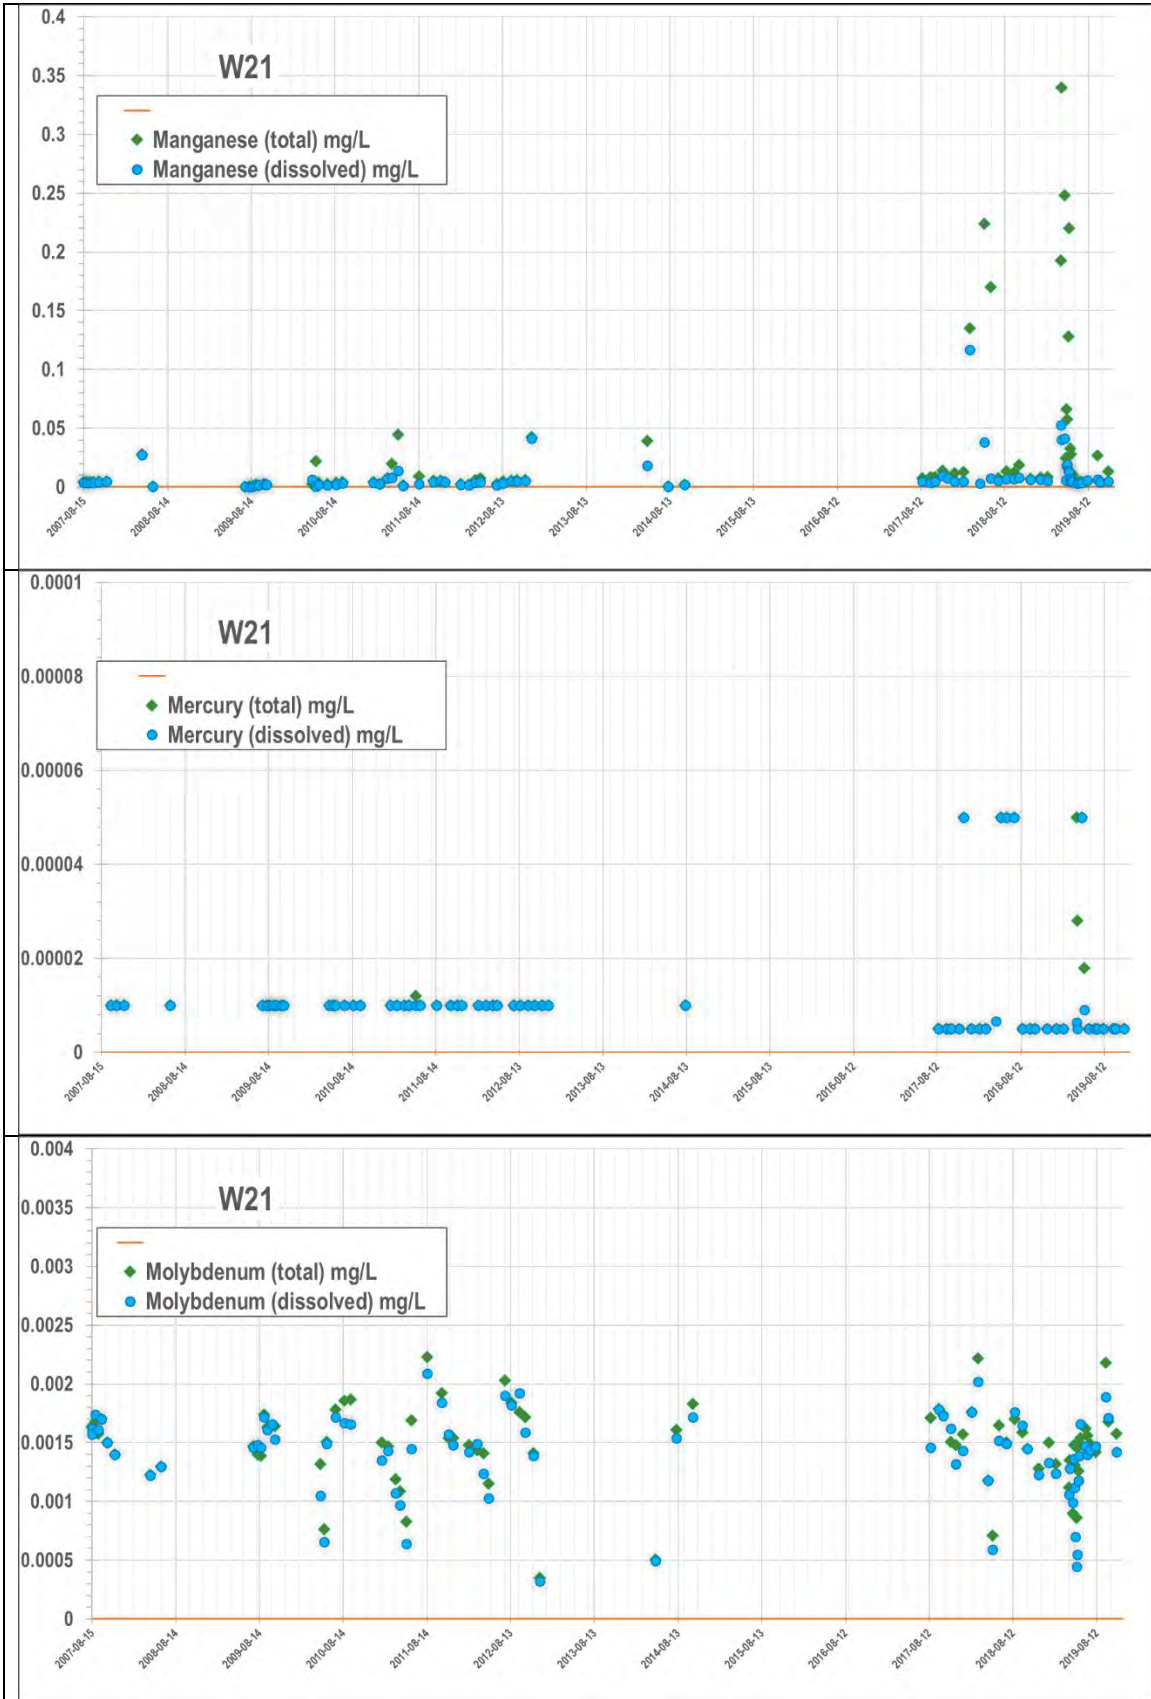 0.4
W21
0.35
0.3
Manganese (total) mg/L
Manganese (dissolved) mg/L
0.25
0.2
0.15
0.1
0.05
0
2007-08-15 2008-08-14 2009-08-14 2010-08-14 2011-08-14 2012-08-13 2013-08-13 2014-08-13 2015-08-13 2016-08-12 2017-08-12 2018-08-12 2019-08-12
0.0001
W21
0.00008
Mercury (total) mg/L
Mercury (dissolved) mg/L
0.00006
0.00004
0.00002
0
2007-08-15 2008-08-14 2009-08-14 2010-08-14 2011-08-14 2012-08-13 2013-08-13 2014-08-13 2015-08-13 2016-08-12 2017-08-12 2018-08-12 2019-08-12
0.004
W21
0.0035
0.003
Molybdenum (total) mg/L
Molybdenum (dissolved) mg/L
0.0025
0.002
0.0015
0.001
0.0005
0
2007-08-15 2008-08-14 2009-08-14 2010-08-14 2011-08-14 2012-08-13 2013-08-13 2014-08-13 2015-08-13 2016-08-12 2017-08-12 2018-08-12 2019-08-12